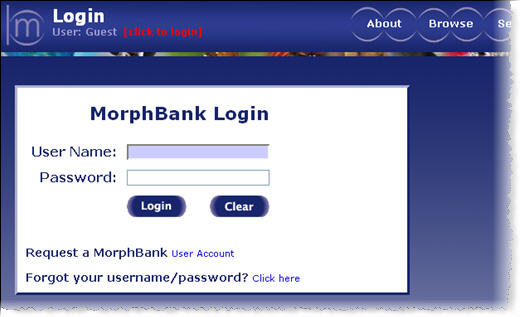 m Login
User: Guest [click to login]
About Browse Se
MorphBank Login
User Name:
Password:
Login Clear
Request a MorphBank User Account
Forgot your username/password? Click here